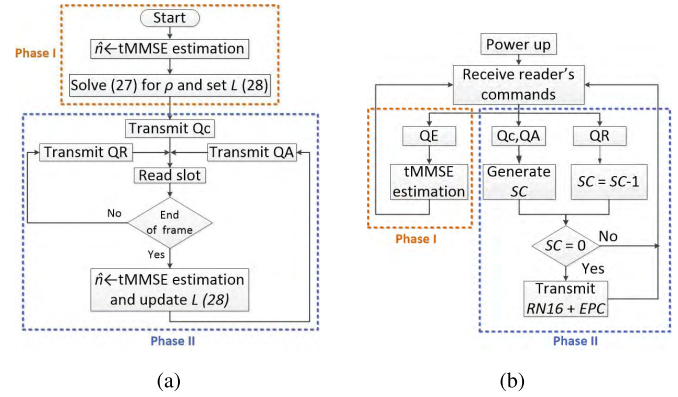 Start
Phase I
n̂←tMMSE estimation
Solve (27) for ρ and set L (28)
Transmit Qc
Transmit QR
Transmit QA
Read slot
No
End
of frame
Yes
n̂←tMMSE estimation
and update L (28)
Phase II
(a)
Power up
Receive reader's
commands
QE
Qc,QA
QR
tMMSE
estimation
Generate
SC
SC = SC-1
Phase I
SC = 0
No
Yes
Transmit
RN16 + EPC
Phase II
(b)